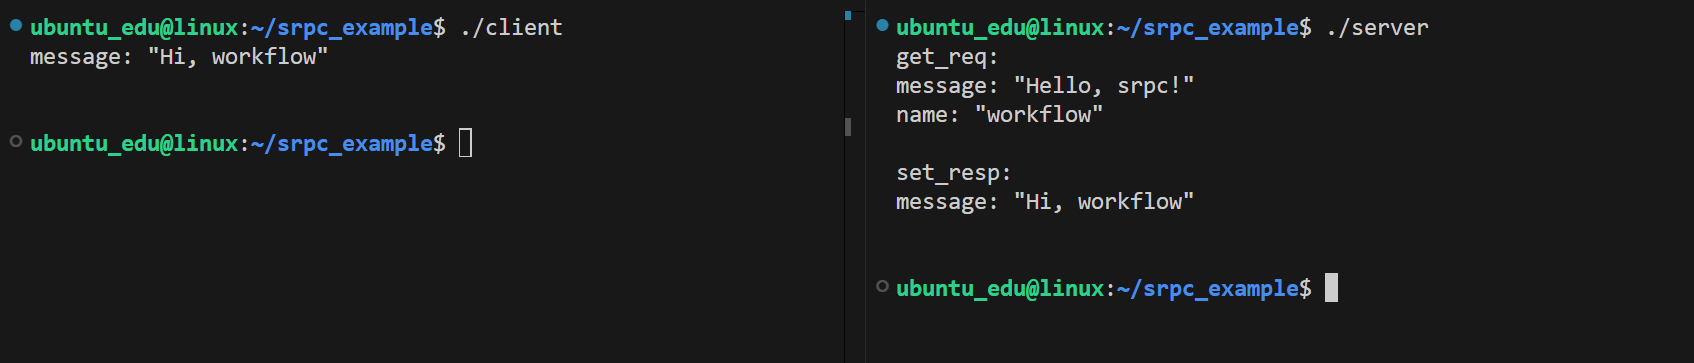 ubuntu_edu@linux:~/srpc_example$ ./client
message: "Hi, workflow"
ubuntu_edu@linux:~/srpc_example$
ubuntu_edu@linux:~/srpc_example$ ./server
get_req:
message: "Hello, srpc!"
name: "workflow"
set_resp:
message: "Hi, workflow"
ubuntu_edu@linux:~/srpc_example$